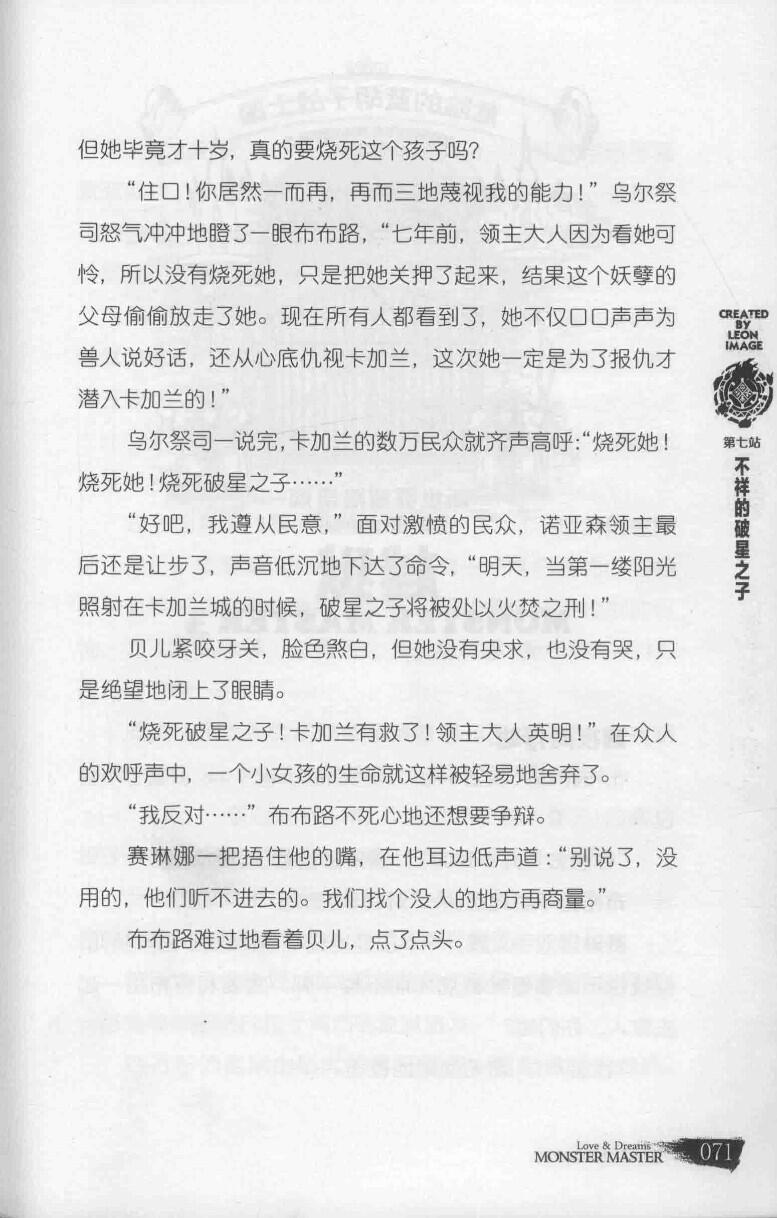 但她毕竟才十岁，真的要烧死这个孩子吗？
“住口！你居然一而再，再而三地蔑视我的能力！”乌尔祭
司怒气冲冲地瞪了一眼布布路，“七年前，领主大人因为看她可
怜，所以没有烧死她，只是把她关押了起来，结果这个妖孽的
父母偷偷放走了她。现在所有人都看到了，她不仅口口声声为
兽人说好话，还从心底仇视卡加兰，这次她一定是为了报仇才
潜入卡加兰的！”
乌尔祭司一说完，卡加兰的数万民众就齐声高呼：“烧死她！
烧死她！烧死破星之子……”
“好吧，我遵从民意，”面对激愤的民众，诺亚森领主最
后还是让步了，声音低沉地下达了命令，“明天，当第一缕阳光
照射在卡加兰城的时候，破星之子将被处以火焚之刑！”
贝儿紧咬牙关，脸色煞白，但她没有央求，也没有哭，只
是绝望地闭上了眼睛。
“烧死破星之子！卡加兰有救了！领主大人英明！”在众人
的欢呼声中，一个小女孩的生命就这样被轻易地舍弃了。
“我反对……”布布路不死心地还想要争辩。
赛琳娜一把捂住他的嘴，在他耳边低声道：“别说了，没
用的，他们听不进去的。我们找个没人的地方再商量。”
布布路难过地看着贝儿，点了点头。
CREATED
BY
LEON
IMAGE
第七站
不祥的破星之子
Love & Dreams
MONSTER MASTER
071